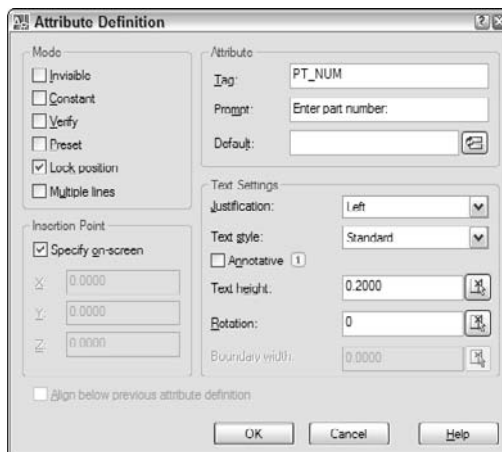 Attribute Definition
Mode
Invisible
Constant
Verify
Preset
Lock position
Multiple lines
Insertion Point
Specify on-screen
X: 0.0000
Y: 0.0000
Z: 0.0000
Attribute
Tag: PT_NUM
Prompt: Enter part number:
Default:
Text Settings
Justification: Left
Text style: Standard
Annotative
Text height: 0.2000
Rotation: 0
Boundary width: 0.0000
Align below previous attribute definition
OK Cancel Help